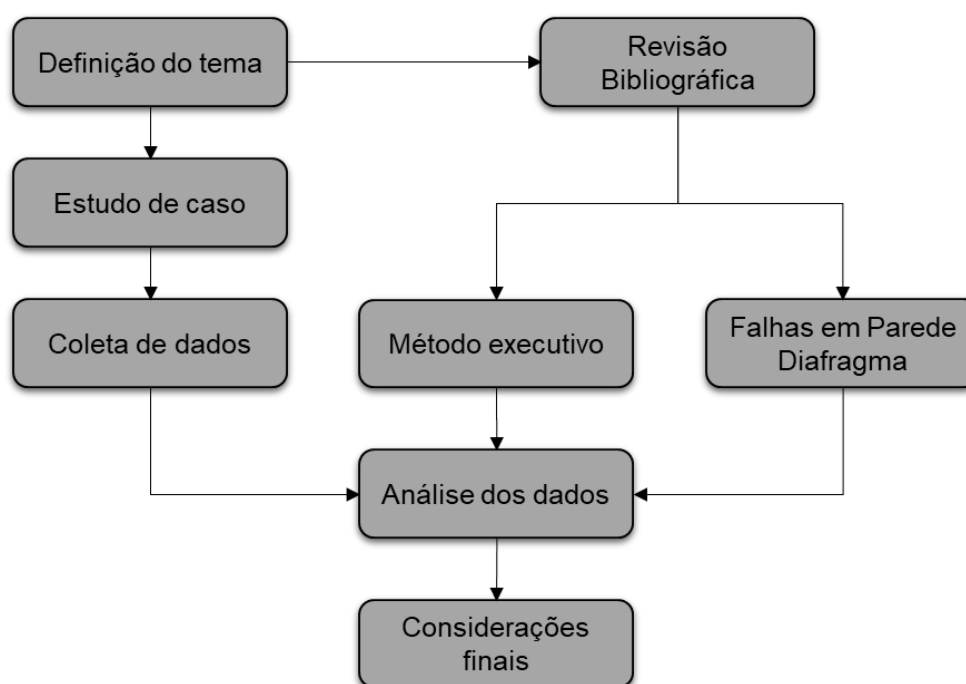 Definição do tema
Revisão
Bibliográfica
Estudo de caso
Coleta de dados
Método executivo
Falhas em Parede
Diafragma
Análise dos dados
Considerações
finais